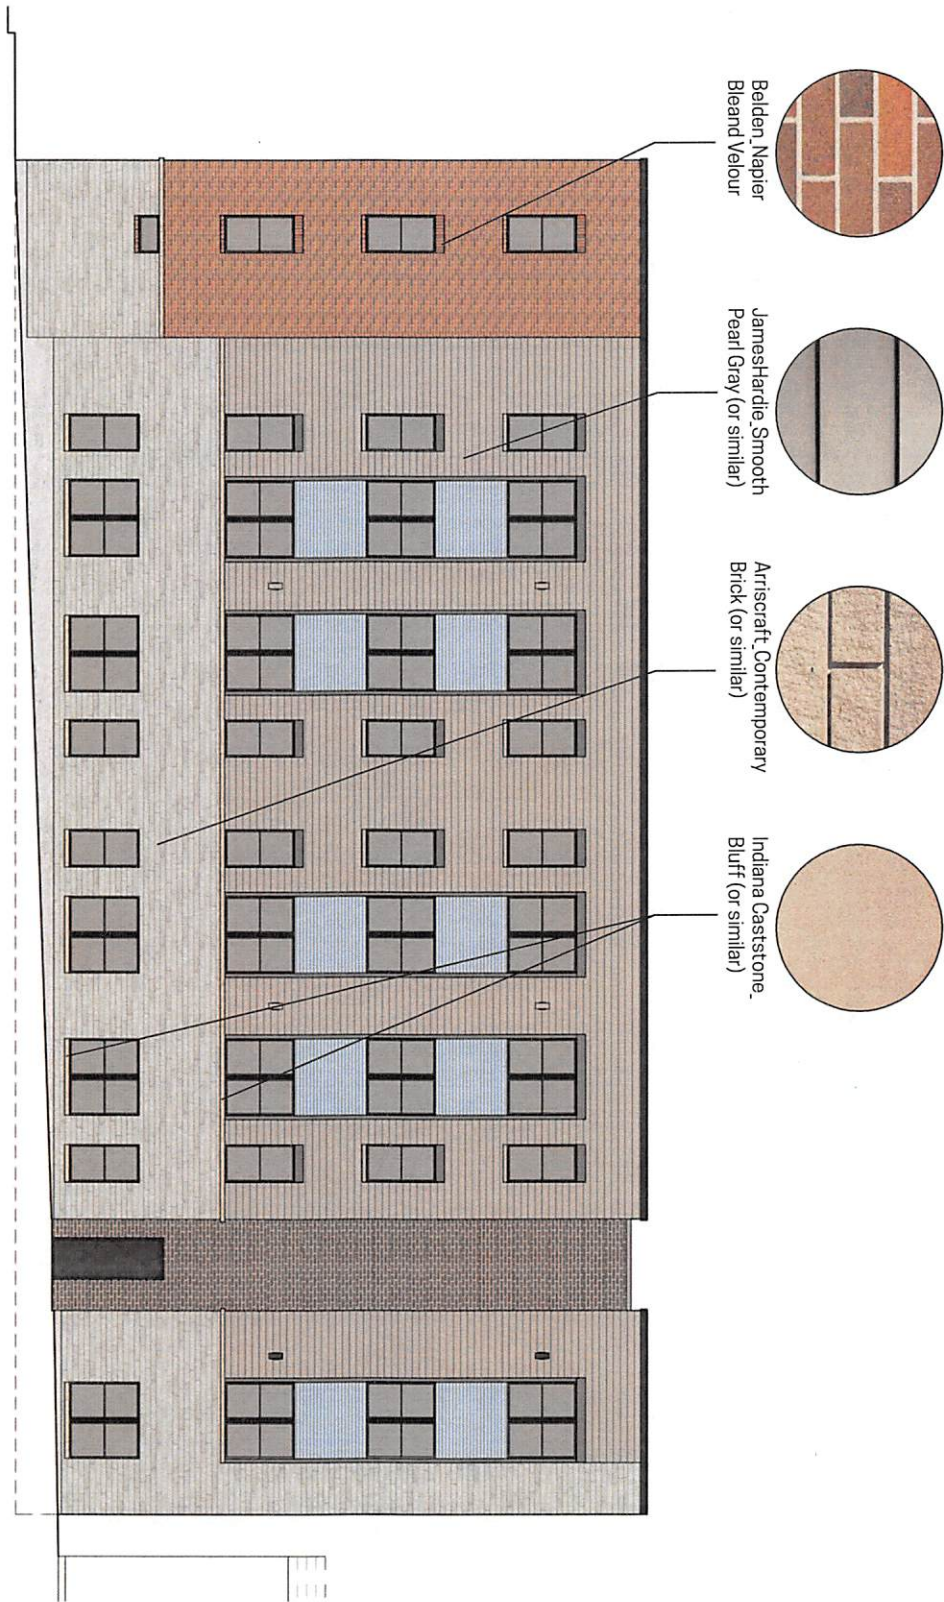 Belden_Napier
Bleand Velour
JamesHardie_Smooth
Pearl Gray (or similar)
Arriscraft_Contemporary
Brick (or similar)
Indiana Caststone_
Bluff (or similar)